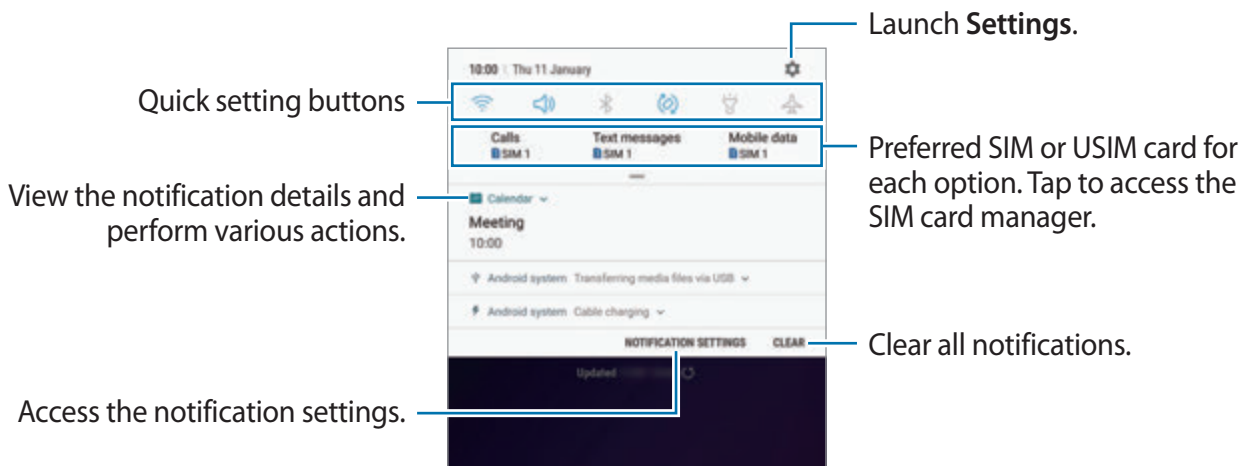 Launch Settings.
10:00 Thu 11 January
Quick setting buttons
Calls Text messages Mobile data
SIM 1 SIM 1 SIM 1
Preferred SIM or USIM card for
each option. Tap to access the
SIM card manager.
View the notification details and
perform various actions.
Calendar
Meeting
10:00
Android system Transferring media files via USB
Android system Cable charging
NOTIFICATION SETTINGS CLEAR
Clear all notifications.
Updated
Access the notification settings.